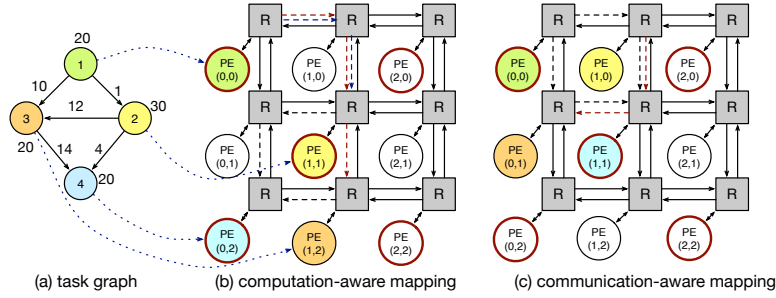 20
1
10
1
12
30
3
2
20
14
4
20
4
(a) task graph
R R R
PE (0,0) PE (1,0) PE (2,0)
R R R
PE (0,1) PE (1,1) PE (2,1)
R R R
PE (0,2) PE (1,2) PE (2,2)
(b) computation-aware mapping
R R R
PE (0,0) PE (1,0) PE (2,0)
R R R
PE (0,1) PE (1,1) PE (2,1)
R R R
PE (0,2) PE (1,2) PE (2,2)
(c) communication-aware mapping